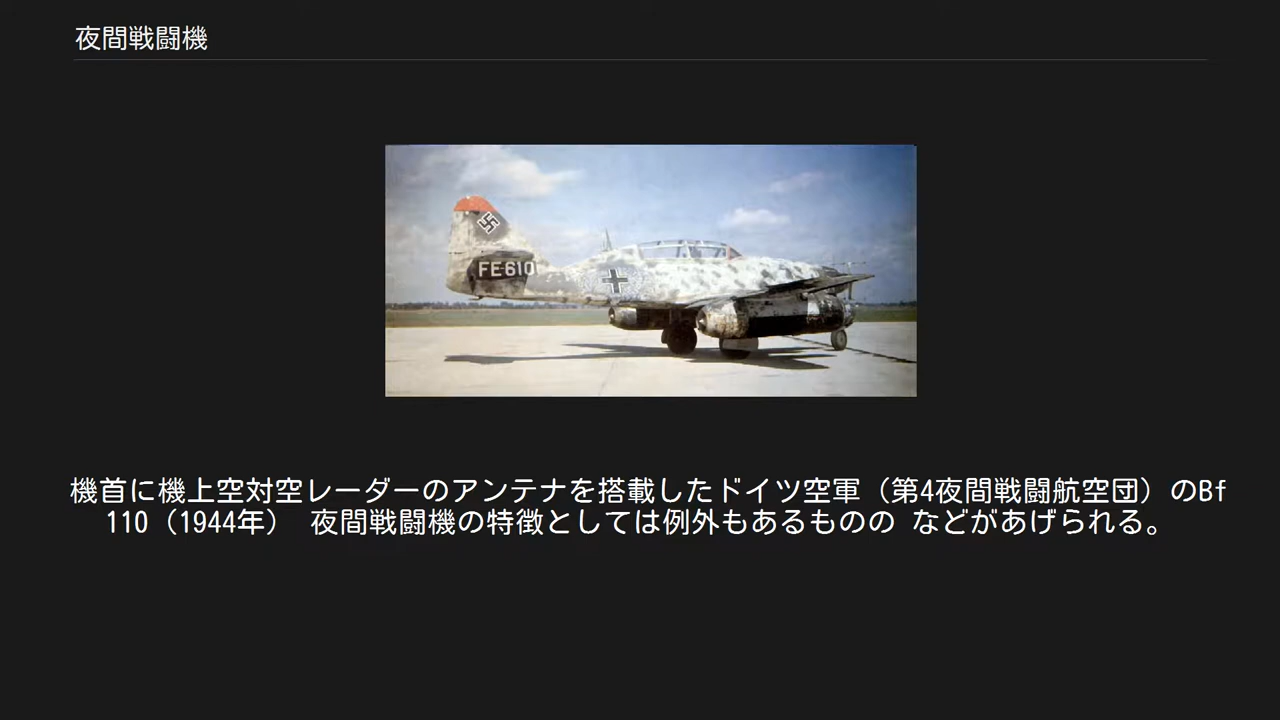 夜間戦闘機
FE610
機首に機上空対空レーダーのアンテナを搭載したドイツ空軍（第4夜間戦闘航空団）のBf
110（1944年） 夜間戦闘機の特徴としては例外もあるものの などがあげられる。